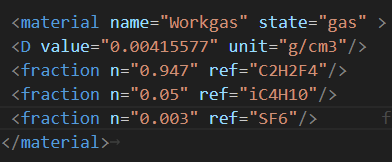 <material name="Workgas" state="gas" >
<D value="0.00415577" unit="g/cm3"/>
<fraction n="0.947" ref="C2H2F4"/>
<fraction n="0.05" ref="iC4H10"/>
<fraction n="0.003" ref="SF6"/> f
</material>→